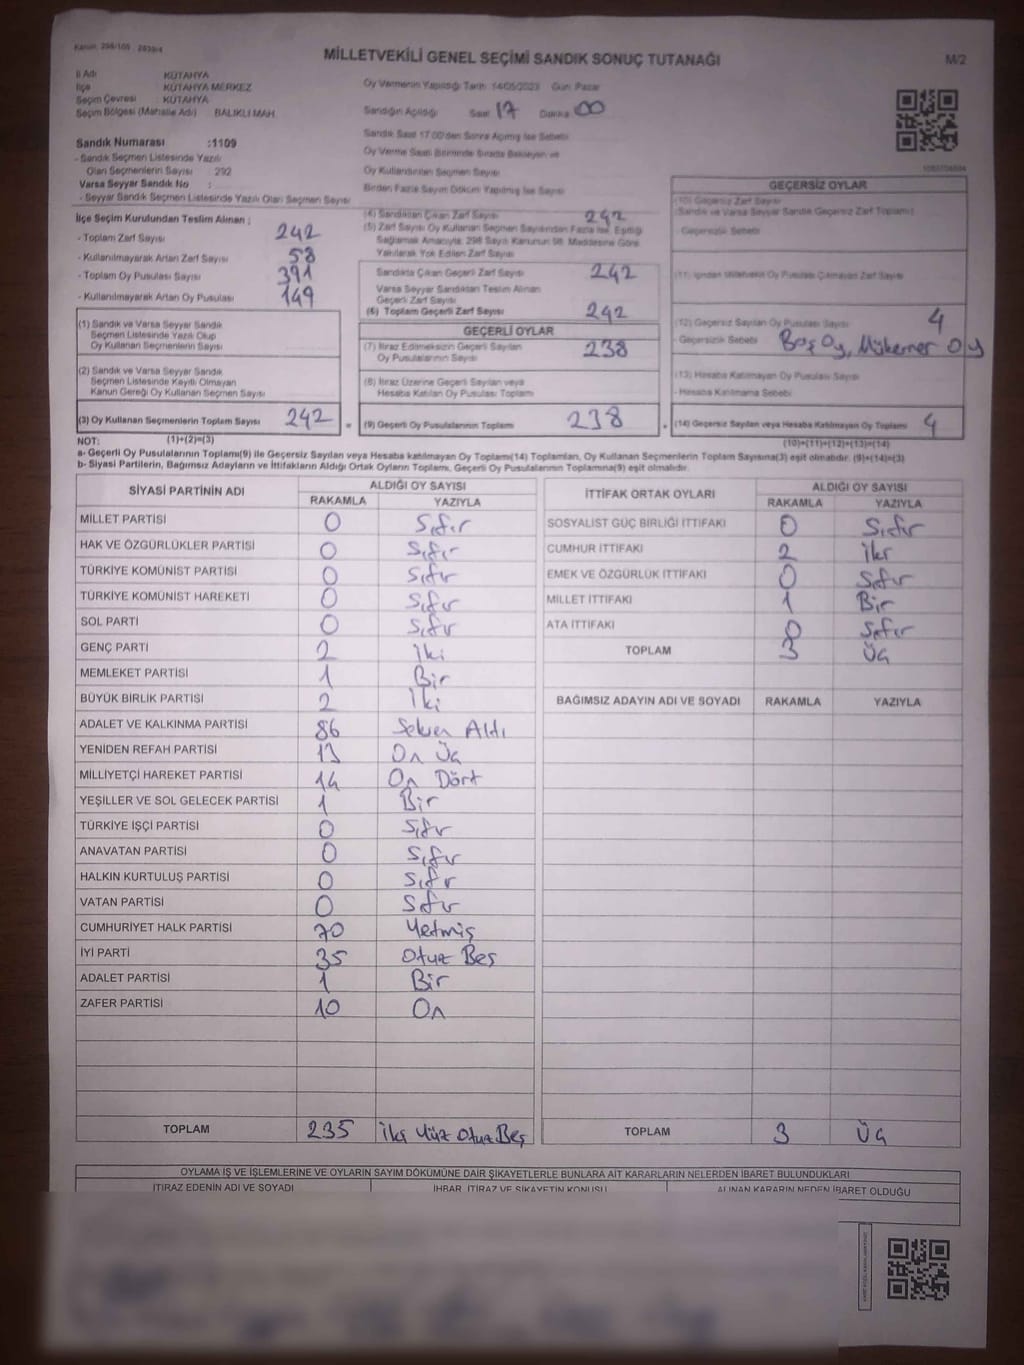 Kanun: 298/105 - 2839/4
MİLLETVEKİLİ GENEL SEÇİMİ SANDIK SONUÇ TUTANAĞI
M/2
İl Adı : KÜTAHYA
İlçe : KÜTAHYA MERKEZ
Seçim Çevresi : KÜTAHYA
Seçim Bölgesi (Mahalle Adı) BALIKLI MAH.
Oy Vermenin Yapıldığı Tarih: 14/05/2023 Gün: Pazar
Sandığın Açıldığı Saat 17 Dakika 00
Sandık Saat 17.00'den Sonra Açılmış İse Sebebi
Oy Verme Saati Bitiminde Sırada Bekleyen ve
Oy Kullandırılan Seçmen Sayısı
Birden Fazla Sayım Döküm Yapılmış İse Sayısı
Sandık Numarası :1109
- Sandık Seçmen Listesinde Yazılı
Olan Seçmenlerin Sayısı : 292
Varsa Seyyar Sandık No :
- Seyyar Sandık Seçmen Listesinde Yazılı Olan Seçmen Sayısı
İlçe Seçim Kurulundan Teslim Alınan ;
- Toplam Zarf Sayısı 242
- Kullanılmayarak Artan Zarf Sayısı 58
- Toplam Oy Pusulası Sayısı 391
- Kullanılmayarak Artan Oy Pusulası 149
(1) Sandık ve Varsa Seyyar Sandık
Seçmen Listesinde Yazılı Olup
Oy Kullanan Seçmenlerin Sayısı
(2) Sandık ve Varsa Seyyar Sandık
Seçmen Listesinde Kayıtlı Olmayan
Kanun Gereği Oy Kullanan Seçmen Sayısı
(3) Oy Kullanan Seçmenlerin Toplam Sayısı 242 =
(4) Sandıktan Çıkan Zarf Sayısı 242
(5) Zarf Sayısı Oy Kullanan Seçmen Sayısından Fazla İse, Eşitliği
Sağlamak Amacıyla; 298 Sayılı Kanunun 98. Maddesine Göre
Yakılarak Yok Edilen Zarf Sayısı
Sandıkta Çıkan Geçerli Zarf Sayısı 242
Varsa Seyyar Sandıktan Teslim Alınan
Geçerli Zarf Sayısı
(6) Toplam Geçerli Zarf Sayısı 242
GEÇERLİ OYLAR
(7) İtiraz Edilmeksizin Geçerli Sayılan
Oy Pusulalarının Sayısı 238
(8) İtiraz Üzerine Geçerli Sayılan veya
Hesaba Katılan Oy Pusulası Toplamı
(9) Geçerli Oy Pusulalarının Toplamı 238 +
GEÇERSİZ OYLAR
(10) Geçersiz Zarf Sayısı
(Sandık ve Varsa Seyyar Sandık Geçersiz Zarf Toplamı)
- Geçersizlik Sebebi
(11) İçinden Milletvekili Oy Pusulası Çıkmayan Zarf Sayısı
(12) Geçersiz Sayılan Oy Pusulası Sayısı 4
- Geçersizlik Sebebi Boş Oy, Mükerrer Oy
(13) Hesaba Katılmayan Oy Pusulası Sayısı
- Hesaba Katılmama Sebebi
(14) Geçersiz Sayılan veya Hesaba Katılmayan Oy Toplamı 4
NOT: (1)+(2)=(3)
(10)+(11)+(12)+(13)=(14)
a- Geçerli Oy Pusulalarının Toplamı(9) ile Geçersiz Sayılan veya Hesaba katılmayan Oy Toplamı(14) Toplamları, Oy Kullanan Seçmenlerin Toplam Sayısına(3) eşit olmalıdır. (9)+(14)=(3)
b- Siyasi Partilerin, Bağımsız Adayların ve İttifakların Aldığı Ortak Oyların Toplamı, Geçerli Oy Pusulalarının Toplamına(9) eşit olmalıdır.
SİYASİ PARTİNİN ADI ALDIĞI OY SAYISI
RAKAMLA YAZIYLA
MİLLET PARTİSİ 0 Sıfır
HAK VE ÖZGÜRLÜKLER PARTİSİ 0 Sıfır
TÜRKİYE KOMÜNİST PARTİSİ 0 Sıfır
TÜRKİYE KOMÜNİST HAREKETİ 0 Sıfır
SOL PARTİ 0 Sıfır
GENÇ PARTİ 2 İki
MEMLEKET PARTİSİ 1 Bir
BÜYÜK BİRLİK PARTİSİ 2 İki
ADALET VE KALKINMA PARTİSİ 86 Seksen Altı
YENİDEN REFAH PARTİSİ 13 On Üç
MİLLİYETÇİ HAREKET PARTİSİ 14 On Dört
YEŞİLLER VE SOL GELECEK PARTİSİ 1 Bir
TÜRKİYE İŞÇİ PARTİSİ 0 Sıfır
ANAVATAN PARTİSİ 0 Sıfır
HALKIN KURTULUŞ PARTİSİ 0 Sıfır
VATAN PARTİSİ 0 Sıfır
CUMHURİYET HALK PARTİSİ 70 Yetmiş
İYİ PARTİ 35 Otuz Beş
ADALET PARTİSİ 1 Bir
ZAFER PARTİSİ 10 On
TOPLAM 235 İki Yüz Otuz Beş
İTTİFAK ORTAK OYLARI ALDIĞI OY SAYISI
RAKAMLA YAZIYLA
SOSYALİST GÜÇ BİRLİĞİ İTTİFAKI 0 Sıfır
CUMHUR İTTİFAKI 2 İki
EMEK VE ÖZGÜRLÜK İTTİFAKI 0 Sıfır
MİLLET İTTİFAKI 1 Bir
ATA İTTİFAKI 0 Sıfır
TOPLAM 3 Üç
BAĞIMSIZ ADAYIN ADI VE SOYADI RAKAMLA YAZIYLA
TOPLAM 3 Üç
OYLAMA İŞ VE İŞLEMLERİNE VE OYLARIN SAYIM DÖKÜMÜNE DAİR ŞİKAYETLERLE BUNLARA AİT KARARLARIN NELERDEN İBARET BULUNDUKLARI
İTİRAZ EDENİN ADI VE SOYADI İHBAR, İTİRAZ VE ŞİKAYETİN KONUSU ALINAN KARARIN NEDEN İBARET OLDUĞU